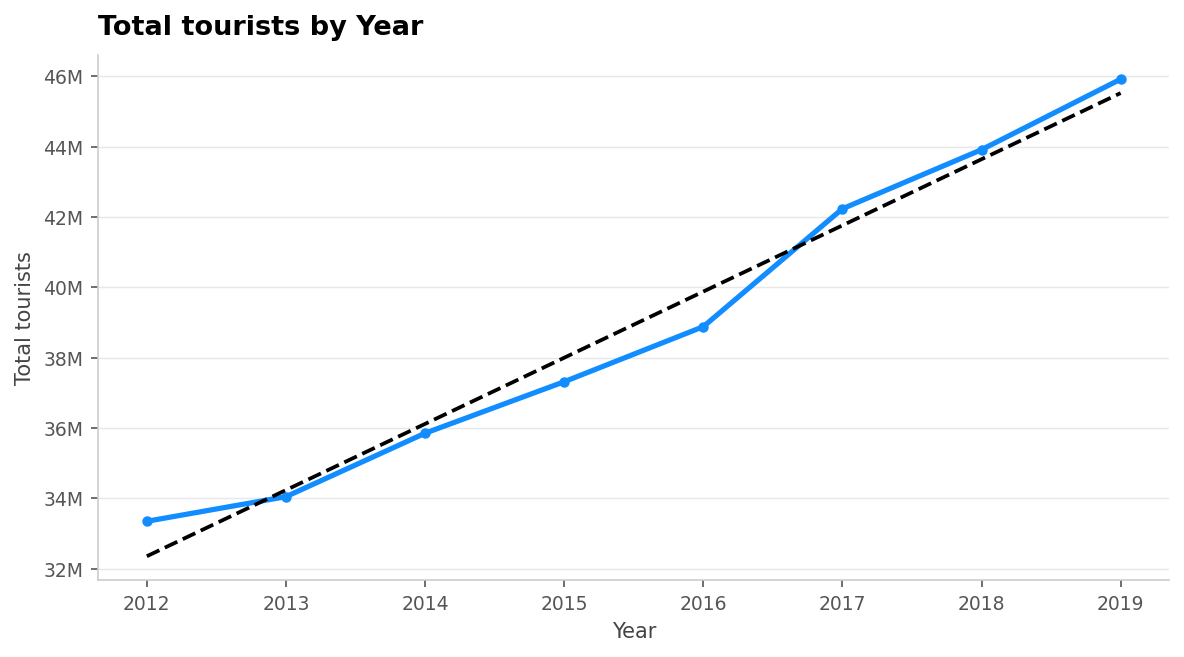 Total tourists by Year
46M
44M
42M
40M
38M
36M
34M
32M
Total tourists
2012 2013 2014 2015 2016 2017 2018 2019
Year